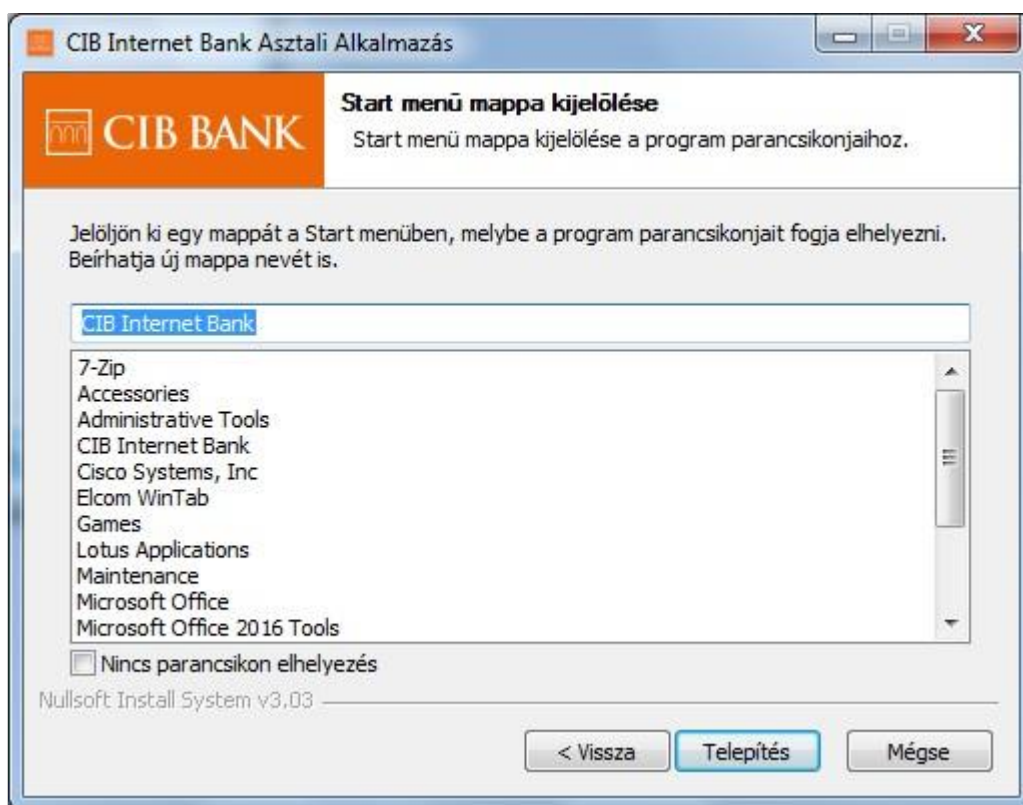 CIB Internet Bank Asztali Alkalmazás
CIB BANK
Start menü mappa kijelölése
Start menü mappa kijelölése a program parancsikonjaihoz.
Jelöljön ki egy mappát a Start menüben, melybe a program parancsikonjait fogja elhelyezni.
Beírhatja új mappa nevét is.
CIB Internet Bank
7-Zip
Accessories
Administrative Tools
CIB Internet Bank
Cisco Systems, Inc
Elcom WinTab
Games
Lotus Applications
Maintenance
Microsoft Office
Microsoft Office 2016 Tools
Nincs parancsikon elhelyezés
Nullsoft Install System v3.03
< Vissza
Telepítés
Mégse